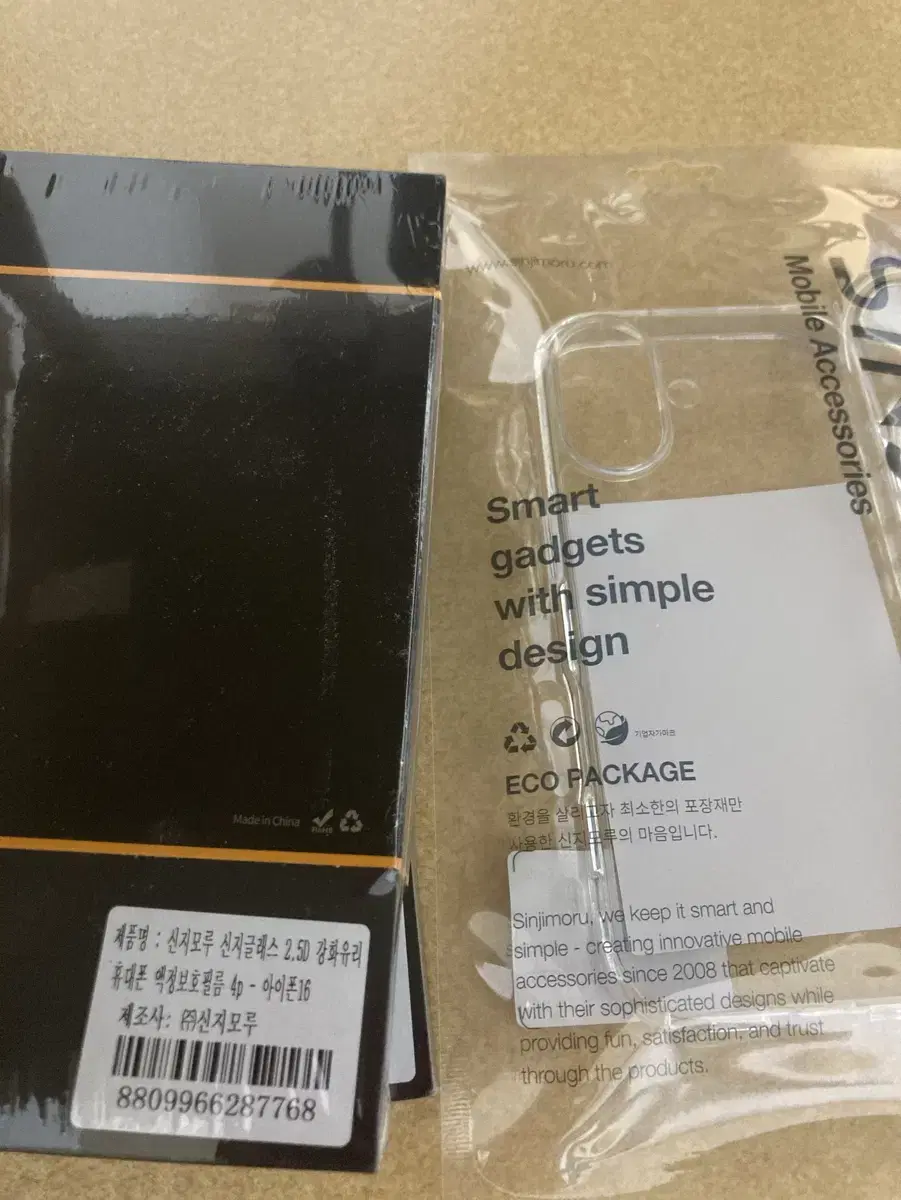 Made in China
RoHS
제품명 : 신지모루 신지글래스 2.5D 강화유리
휴대폰 액정보호필름 4p - 아이폰16
제조사: ㈜신지모루
8809966287768
Mobile Accessories
Smart
gadgets
with simple
design
ECO PACKAGE
환경을 살리고자 최소한의 포장재만
사용한 신지모루의 마음입니다.
Sinjimoru, we keep it smart and
simple - creating innovative mobile
accessories since 2008 that captivate
with their sophisticated designs while
providing fun, satisfaction, and trust
through the products.